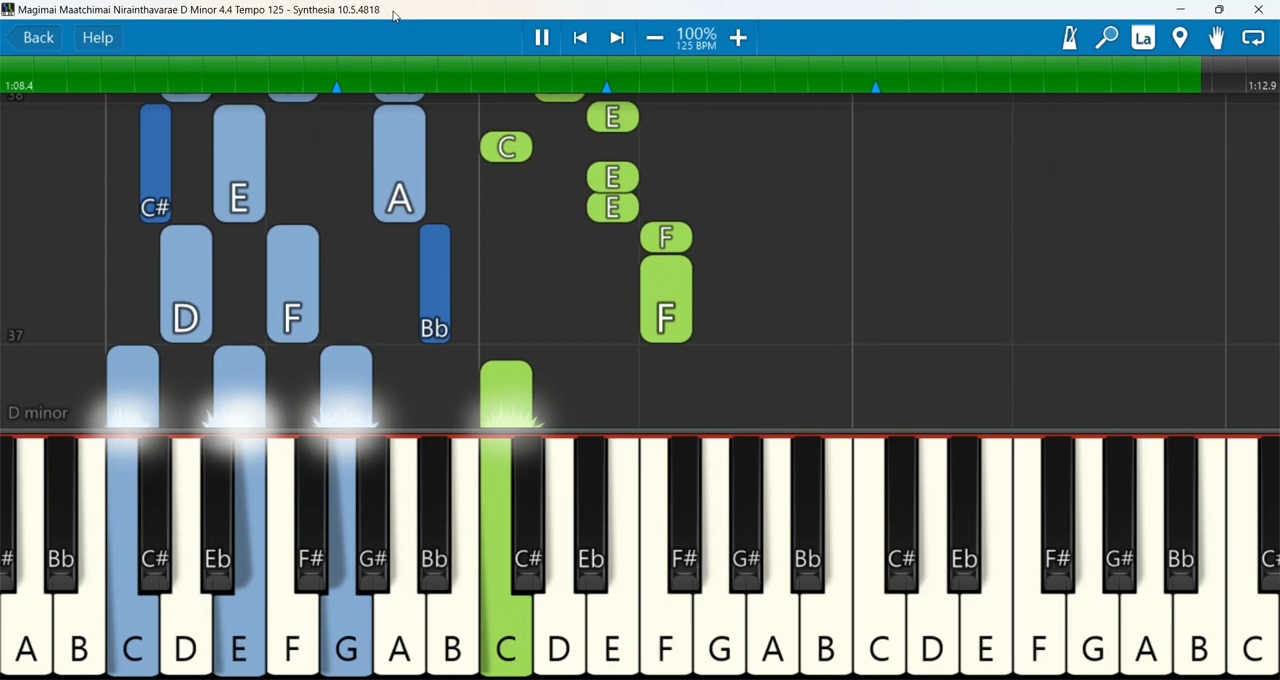 Magimai Maatchimai Nirainthavarae D Minor 4.4 Tempo 125 - Synthesia 10.5.4818
Back Help 100% La
125 BPM
1:08.4 1:12.9
38
E
C
E
C# E A E
F
D F Bb F
37
D minor
# Bb C# Eb F# G# Bb C# Eb F# G# Bb C# Eb F# G# Bb C
A B C D E F G A B C D E F G A B C D E F G A B C